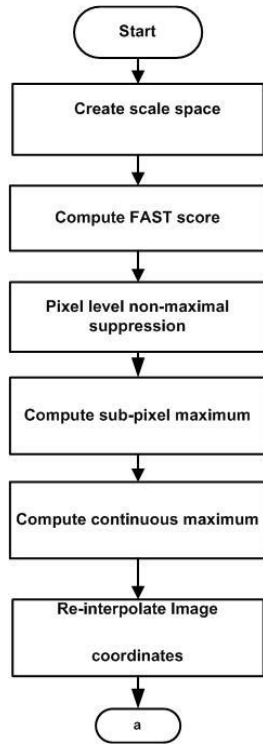 Start
Create scale space
Compute FAST score
Pixel level non-maximal
suppression
Compute sub-pixel maximum
Compute continuous maximum
Re-interpolate Image
coordinates
a